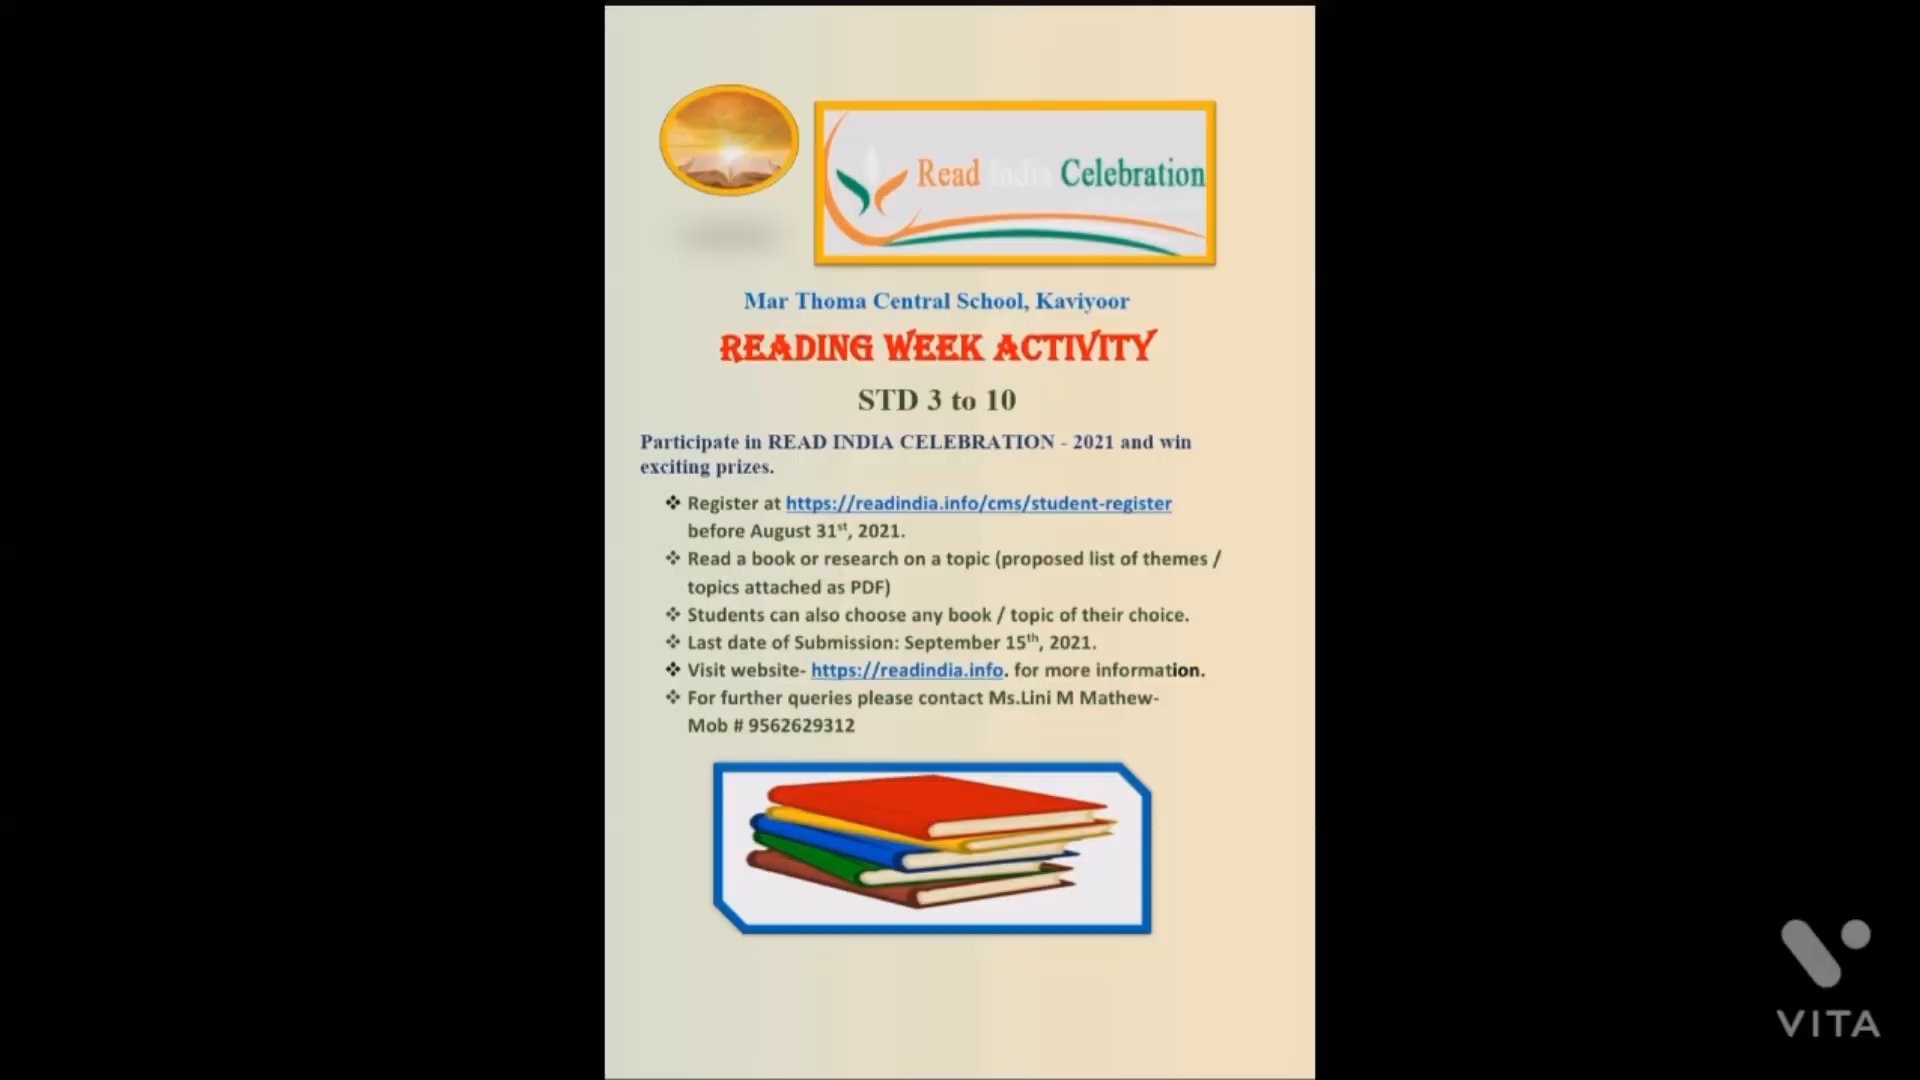 Read India Celebration
Mar Thoma Central School, Kaviyoor
READING WEEK ACTIVITY
STD 3 to 10
Participate in READ INDIA CELEBRATION - 2021 and win
exciting prizes.
❖ Register at https://readindia.info/cms/student-register
before August 31st, 2021.
❖ Read a book or research on a topic (proposed list of themes /
topics attached as PDF)
❖ Students can also choose any book / topic of their choice.
❖ Last date of Submission: September 15th, 2021.
❖ Visit website- https://readindia.info. for more information.
❖ For further queries please contact Ms.Lini M Mathew-
Mob # 9562629312
VITA